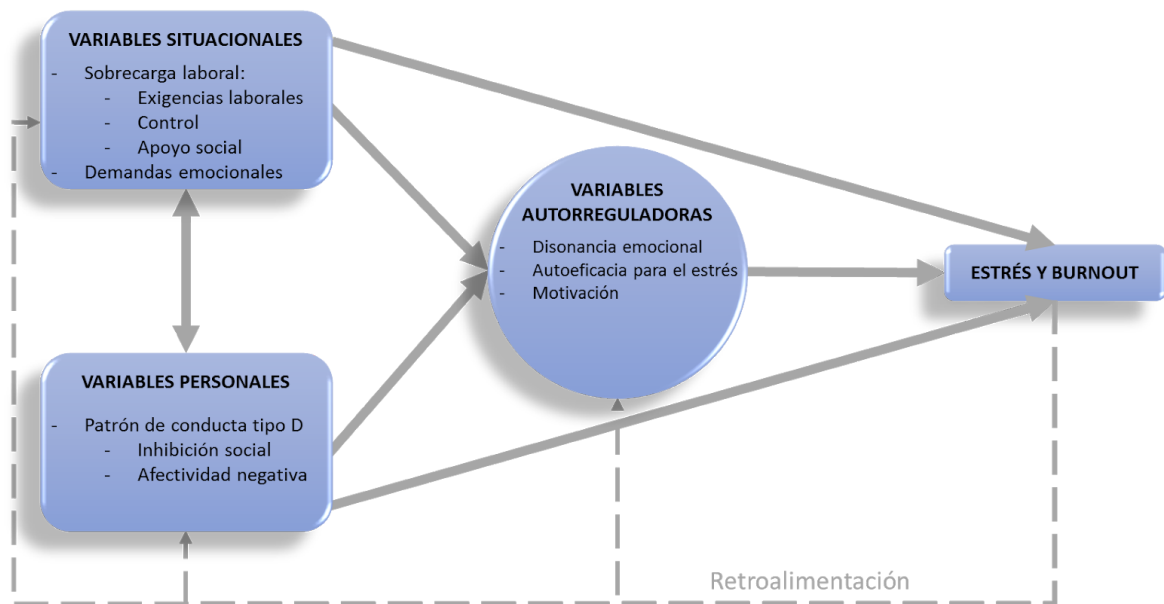 VARIABLES SITUACIONALES
- Sobrecarga laboral:
- Exigencias laborales
- Control
- Apoyo social
- Demandas emocionales
VARIABLES
AUTORREGULADORAS
- Disonancia emocional
- Autoeficacia para el estrés
- Motivación
ESTRÉS Y BURNOUT
VARIABLES PERSONALES
- Patrón de conducta tipo D
- Inhibición social
- Afectividad negativa
Retroalimentación